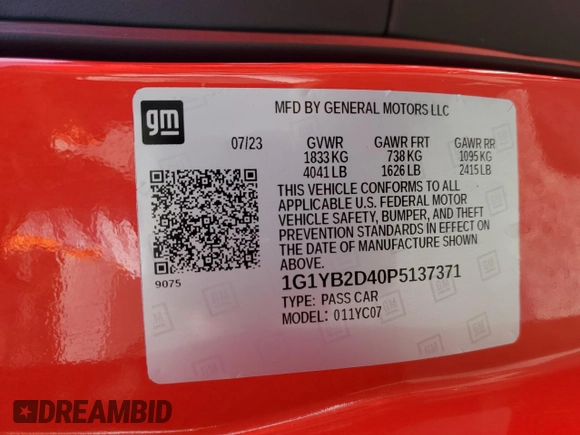 gm
MFD BY GENERAL MOTORS LLC
07/23 GVWR GAWR FRT GAWR RR
1833 KG 738 KG 1095 KG
4041 LB 1626 LB 2415 LB
THIS VEHICLE CONFORMS TO ALL
APPLICABLE U.S. FEDERAL MOTOR
VEHICLE SAFETY, BUMPER, AND THEFT
PREVENTION STANDARDS IN EFFECT ON
THE DATE OF MANUFACTURE SHOWN
ABOVE.
9075
1G1YB2D40P5137371
TYPE: PASS CAR
MODEL: 011YC07
DREAMBID